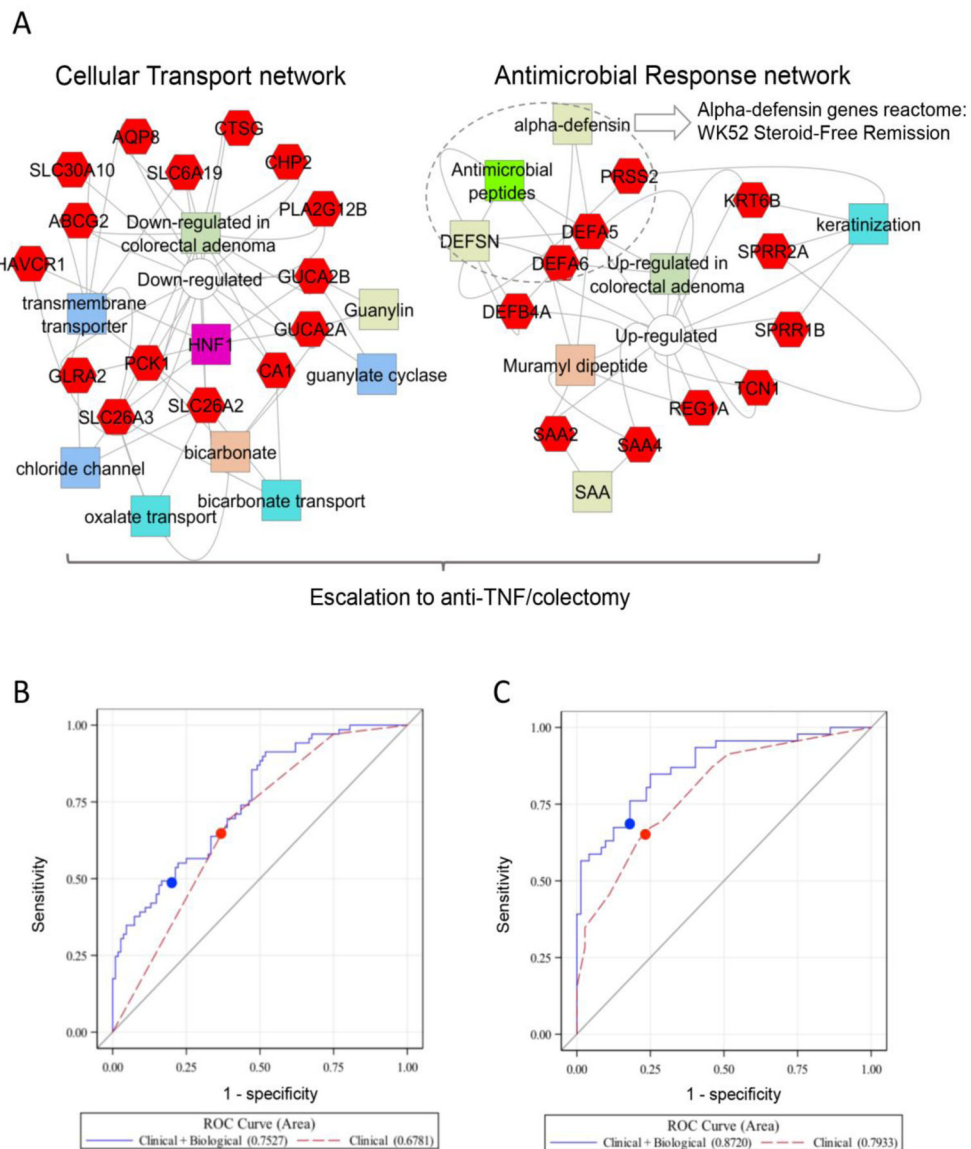 A
Cellular Transport network
AQP8
CTSG
SLC30A10
SLC6A19
CHP2
ABCG2
PLA2G12B
Down-regulated in
colorectal adenoma
HAVCR1
Down-regulated
GUCA2B
transmembrane
transporter
Guanylin
HNF1
GUCA2A
PCK1
GLRA2
CA1
guanylate cyclase
SLC26A3
SLC26A2
chloride channel
bicarbonate
oxalate transport
bicarbonate transport
Antimicrobial Response network
alpha-defensin
Alpha-defensin genes reactome:
WK52 Steroid-Free Remission
Antimicrobial
peptides
PRSS2
KRT6B
keratinization
DEFSN
DEFA5
SPRR2A
DEFA6
Up-regulated in
colorectal adenoma
DEFB4A
Up-regulated
SPRR1B
Muramyl dipeptide
TCN1
REG1A
SAA2
SAA4
SAA
Escalation to anti-TNF/colectomy
B
1.00
0.75
0.50
0.25
0.00
Sensitivity
0.00 0.25 0.50 0.75 1.00
1 - specificity
ROC Curve (Area)
Clinical + Biological (0.7527) Clinical (0.6781)
C
1.00
0.75
0.50
0.25
0.00
Sensitivity
0.00 0.25 0.50 0.75 1.00
1 - specificity
ROC Curve (Area)
Clinical + Biological (0.8720) Clinical (0.7933)